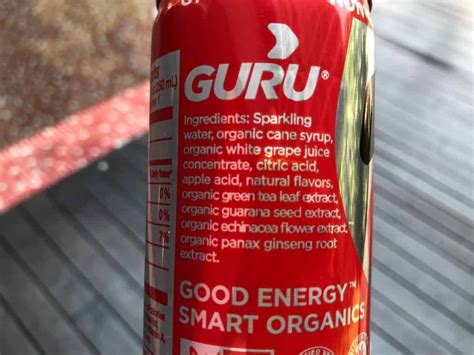 GURU®
Ingredients: Sparkling
water, organic cane syrup,
organic white grape juice
concentrate, citric acid,
apple acid, natural flavors,
organic green tea leaf extract,
organic guarana seed extract,
organic echinacea flower extract,
organic panax ginseng root
extract.
GOOD ENERGY™
SMART ORGANICS
0%
0%
7%